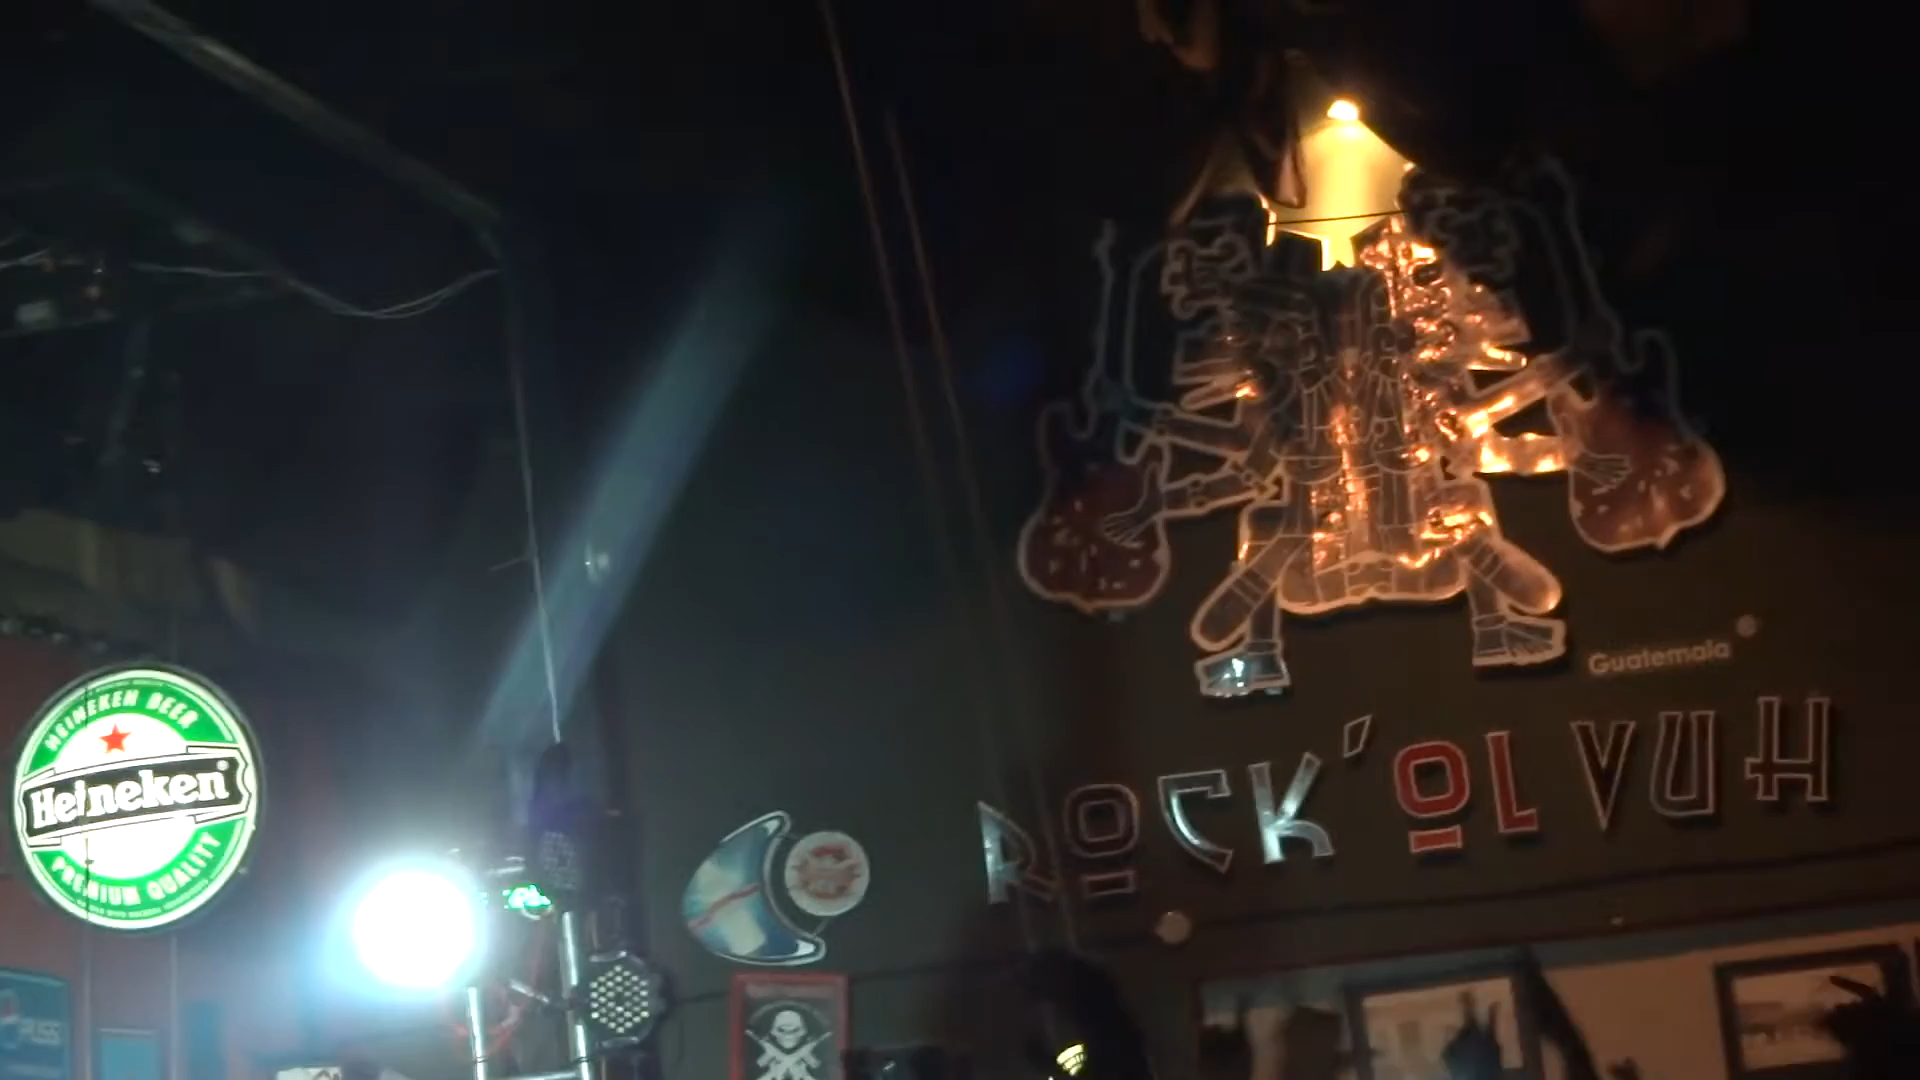 HEINEKEN BEER
Heineken
PREMIUM QUALITY
Guatemala
ROCK'OL VUH